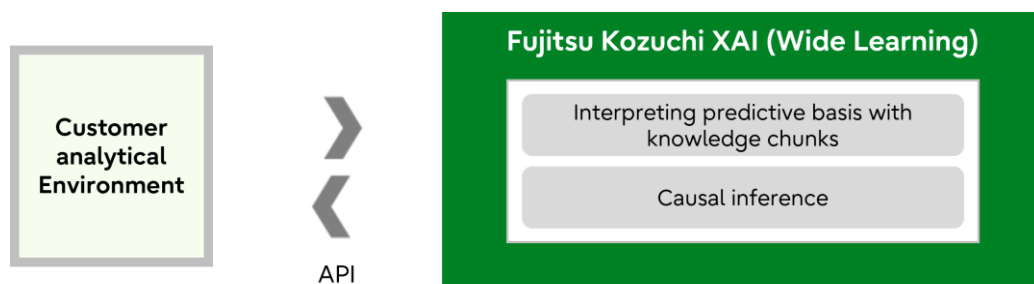 Customer
analytical
Environment
API
Fujitsu Kozuchi XAI (Wide Learning)
Interpreting predictive basis with
knowledge chunks
Causal inference